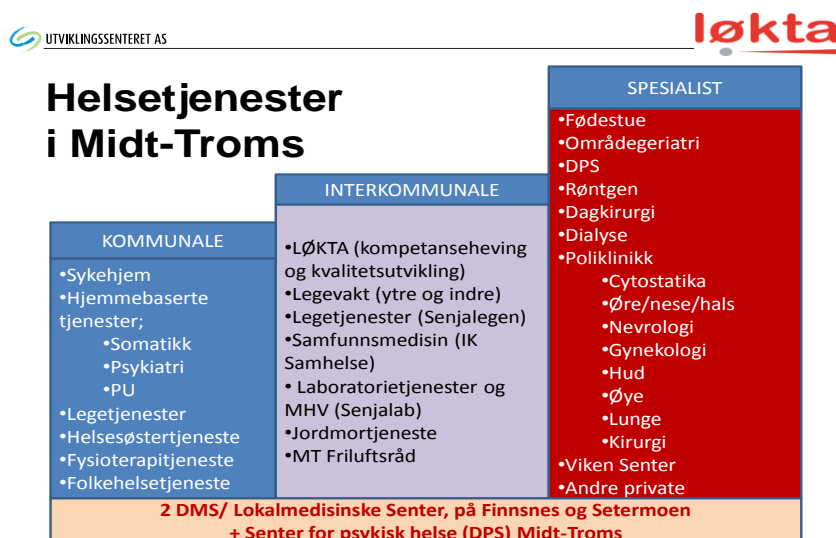 UTVIKLINGSSENTERET AS
løkta
Helsetjenester
i Midt-Troms
KOMMUNALE
•Sykehjem
•Hjemmebaserte
tjenester;
•Somatikk
•Psykiatri
•PU
•Legetjenester
•Helsesøstertjeneste
•Fysioterapitjeneste
•Folkehelsetjeneste
INTERKOMMUNALE
•LØKTA (kompetanseheving
og kvalitetsutvikling)
•Legevakt (ytre og indre)
•Legetjenester (Senjalegen)
•Samfunnsmedisin (IK
Samhelse)
• Laboratorietjenester og
MHV (Senjalab)
•Jordmortjeneste
•MT Friluftsråd
SPESIALIST
•Fødestue
•Områdegeriatri
•DPS
•Røntgen
•Dagkirurgi
•Dialyse
•Poliklinikk
•Cytostatika
•Øre/nese/hals
•Nevrologi
•Gynekologi
•Hud
•Øye
•Lunge
•Kirurgi
•Viken Senter
•Andre private
2 DMS/ Lokalmedisinske Senter, på Finnsnes og Setermoen
+ Senter for psykisk helse (DPS) Midt-Troms